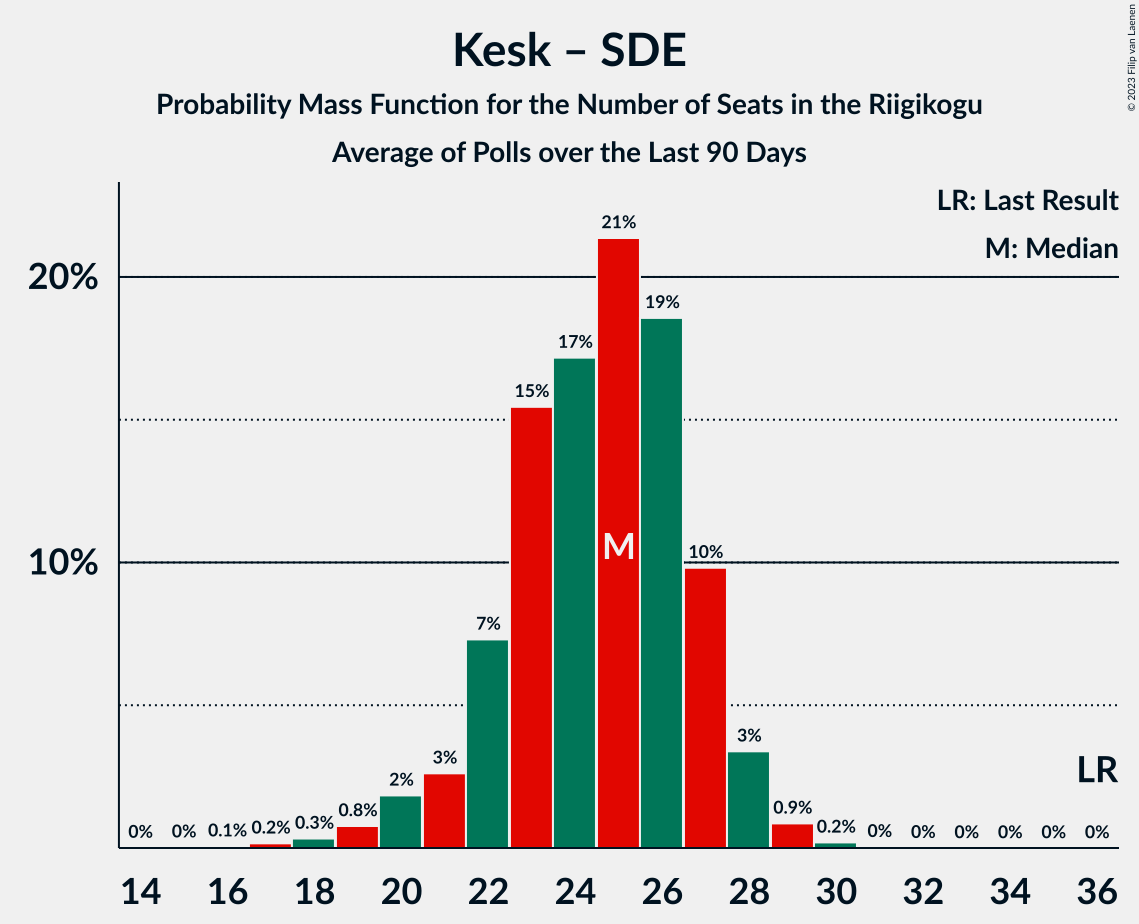 Kesk – SDE
Probability Mass Function for the Number of Seats in the Riigikogu
Average of Polls over the Last 90 Days
© 2023 Filip van Laenen
LR: Last Result
M: Median
20%
10%
0%
0%
0.1%
0.2%
0.3%
0.8%
2%
3%
7%
15%
17%
21%
19%
10%
3%
0.9%
0.2%
0%
0%
0%
0%
0%
0%
M
LR
14 16 18 20 22 24 26 28 30 32 34 36